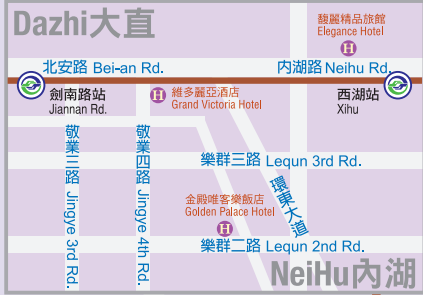 Dazhi大直
馥麗精品旅館
Elegance Hotel
H
北安路 Bei-an Rd.
內湖路 Neihu Rd.
劍南路站
Jiannan Rd.
H
維多麗亞酒店
Grand Victoria Hotel
西湖站
Xihu
敬業三路 Jingye 3rd Rd.
敬業四路 Jingye 4th Rd.
樂群三路 Lequn 3rd Rd.
環東大道
金殿唯客樂飯店
Golden Palace Hotel
H
樂群二路 Lequn 2nd Rd.
NeiHu內湖